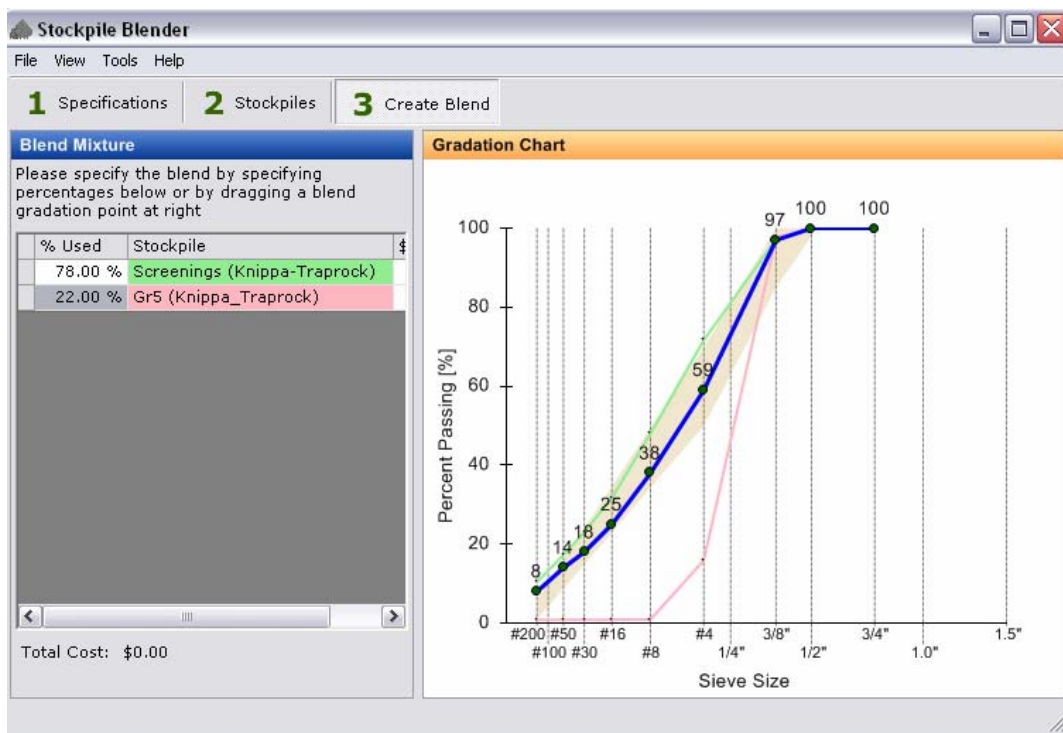 Stockpile Blender
File View Tools Help
1 Specifications 2 Stockpiles 3 Create Blend
Blend Mixture
Please specify the blend by specifying
percentages below or by dragging a blend
gradation point at right
% Used Stockpile $
78.00 % Screenings (Knippa-Traprock)
22.00 % Gr5 (Knippa_Traprock)
Total Cost: $0.00
Gradation Chart
97 100 100
59
38
25
18
14
8
100
80
60
40
20
0
Percent Passing [%]
#200 #50 #16 #4 3/8" 3/4" 1.5"
#100 #30 #8 1/4" 1/2" 1.0"
Sieve Size